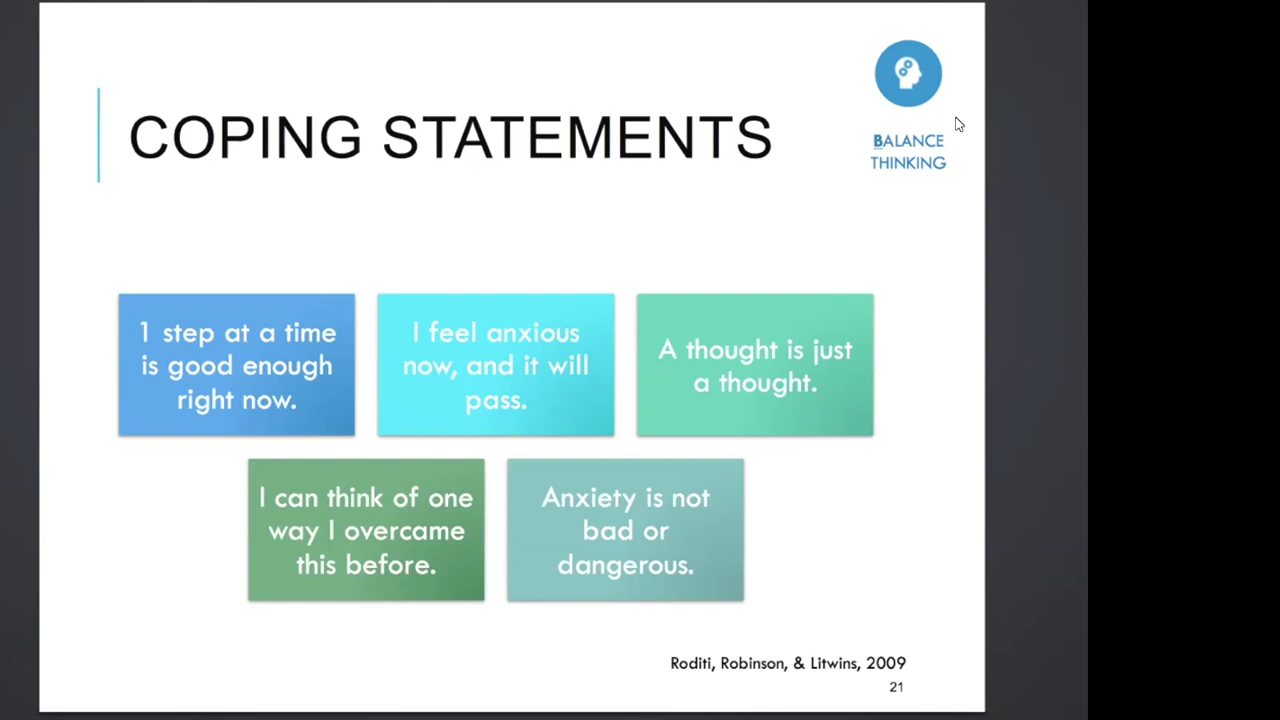 COPING STATEMENTS
BALANCE
THINKING
1 step at a time
is good enough
right now.
I feel anxious
now, and it will
pass.
A thought is just
a thought.
I can think of one
way I overcame
this before.
Anxiety is not
bad or
dangerous.
Roditi, Robinson, & Litwins, 2009
21